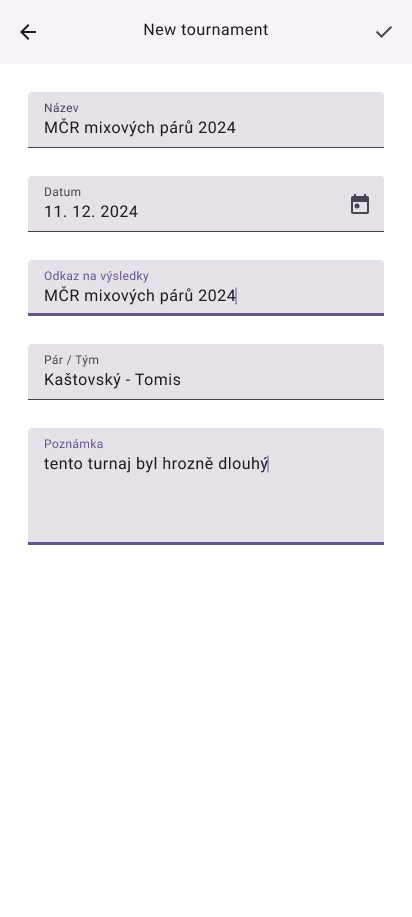 New tournament
Název
MČR mixových párů 2024
Datum
11. 12. 2024
Odkaz na výsledky
MČR mixových párů 2024
Pár / Tým
Kaštovský - Tomis
Poznámka
tento turnaj byl hrozně dlouhý